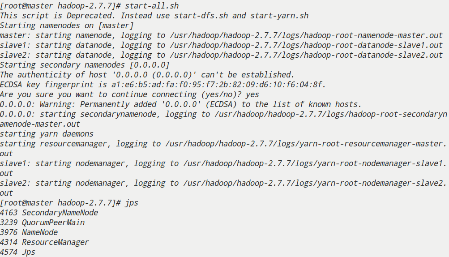 [root@master hadoop-2.7.7]# start-all.sh
This script is Deprecated. Instead use start-dfs.sh and start-yarn.sh
Starting namenodes on [master]
master: starting namenode, logging to /usr/hadoop/hadoop-2.7.7/logs/hadoop-root-namenode-master.out
slave1: starting datanode, logging to /usr/hadoop/hadoop-2.7.7/logs/hadoop-root-datanode-slave1.out
slave2: starting datanode, logging to /usr/hadoop/hadoop-2.7.7/logs/hadoop-root-datanode-slave2.out
Starting secondary namenodes [0.0.0.0]
The authenticity of host '0.0.0.0 (0.0.0.0)' can't be established.
ECDSA key fingerprint is a1:e6:b5:ad:fa:f0:95:f7:2b:82:09:d6:10:f6:04:8f.
Are you sure you want to continue connecting (yes/no)? yes
0.0.0.0: Warning: Permanently added '0.0.0.0' (ECDSA) to the list of known hosts.
0.0.0.0: starting secondarynamenode, logging to /usr/hadoop/hadoop-2.7.7/logs/hadoop-root-secondaryn
amenode-master.out
starting yarn daemons
starting resourcemanager, logging to /usr/hadoop/hadoop-2.7.7/logs/yarn-root-resourcemanager-master.
out
slave1: starting nodemanager, logging to /usr/hadoop/hadoop-2.7.7/logs/yarn-root-nodemanager-slave1.
out
slave2: starting nodemanager, logging to /usr/hadoop/hadoop-2.7.7/logs/yarn-root-nodemanager-slave2.
out
[root@master hadoop-2.7.7]# jps
4163 SecondaryNameNode
3239 QuorumPeerMain
3976 NameNode
4314 ResourceManager
4574 Jps